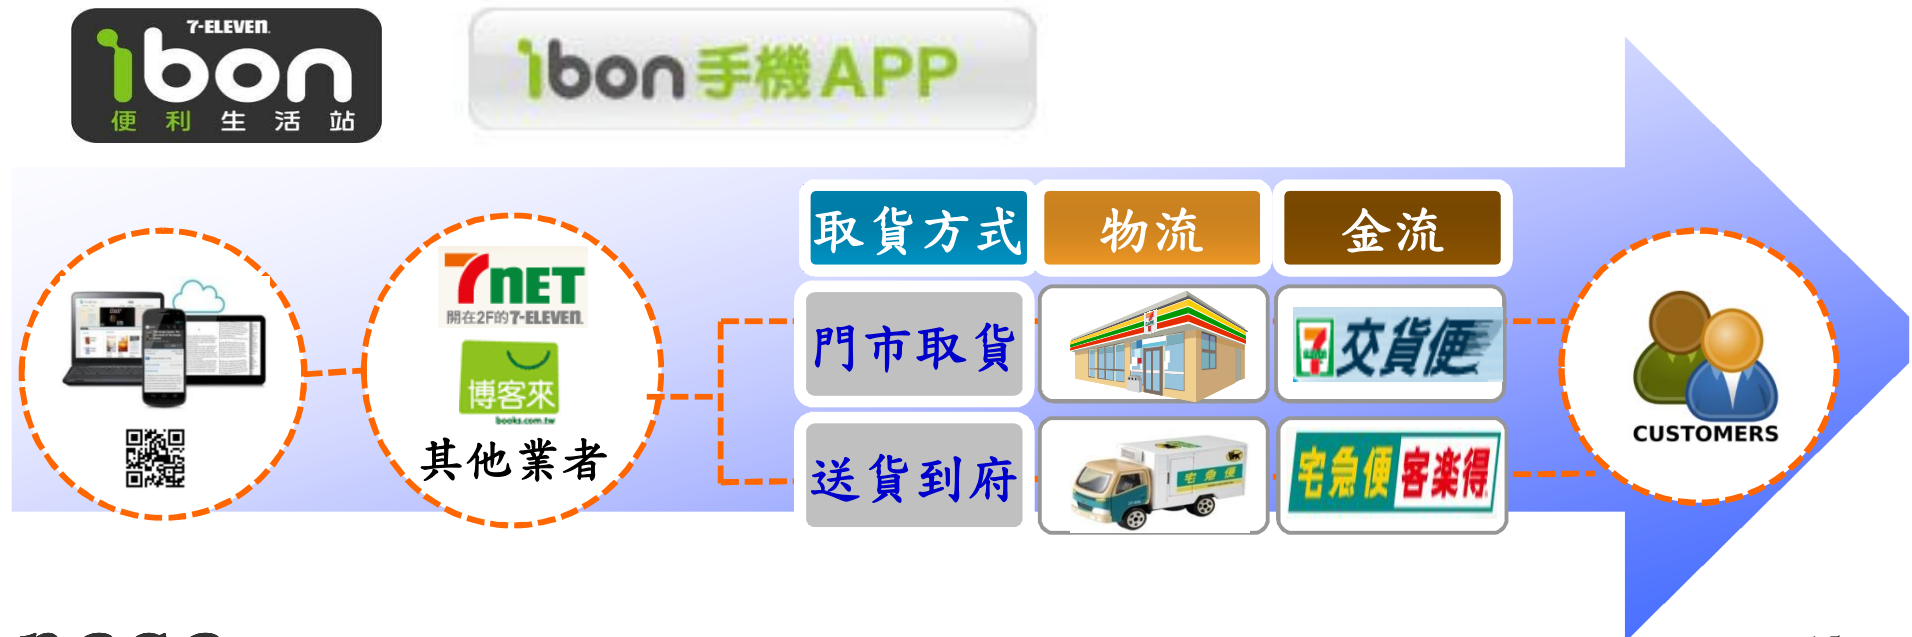 7-ELEVEN.
ibon
便利生活站
ibon手機APP
取貨方式
物流
金流
7NET
開在2F的7-ELEVEN.
博客來
books.com.tw
其他業者
門市取貨
7 ELEVEN 交貨便
送貨到府
宅急便
宅急便 客楽得
CUSTOMERS